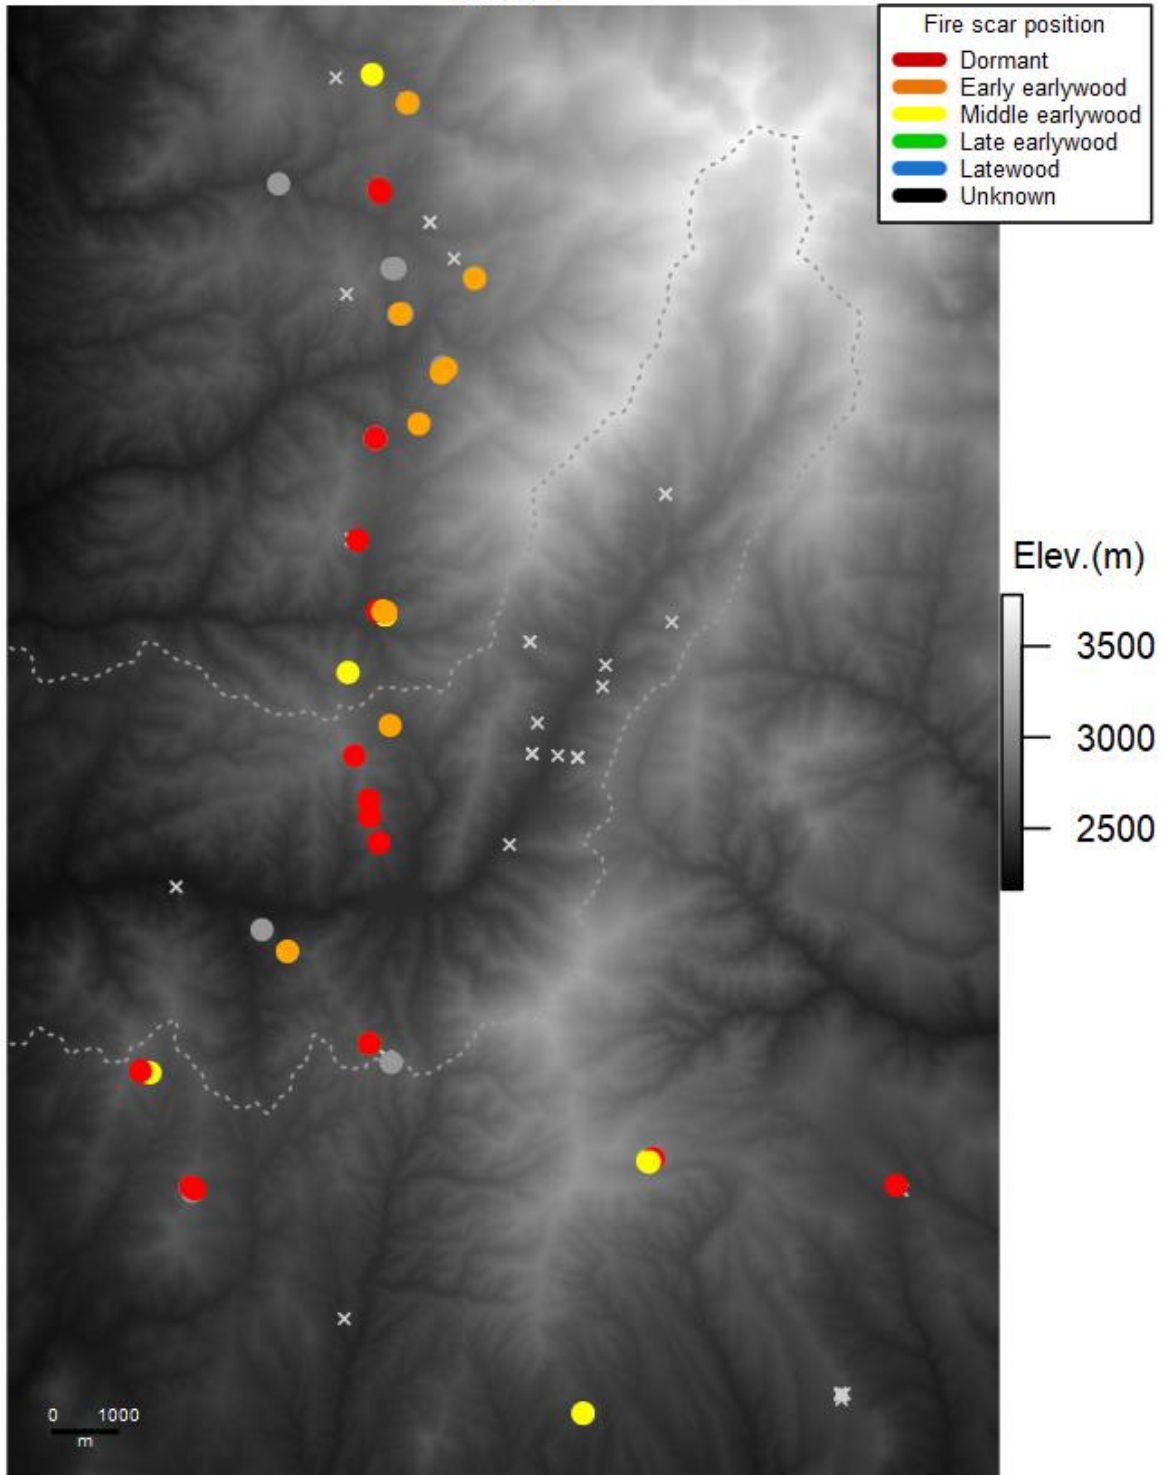 Fire scar position
Dormant
Early earlywood
Middle earlywood
Late earlywood
Latewood
Unknown
Elev.(m)
3500
3000
2500
0 1000
m